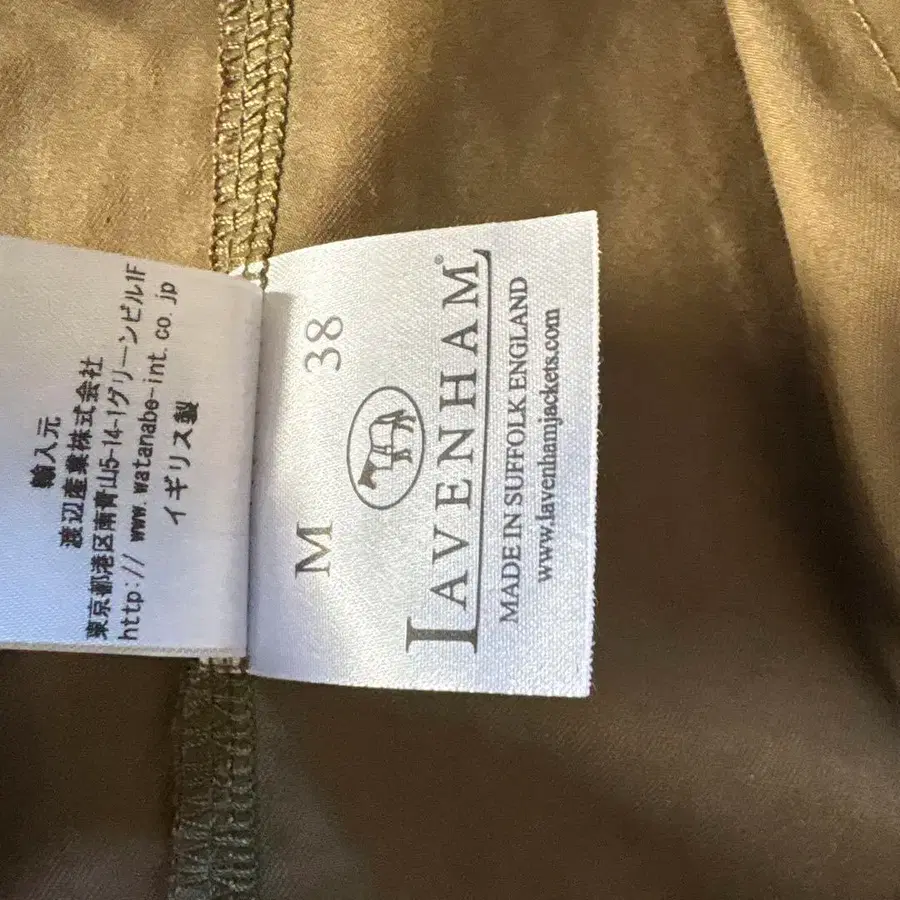 輸入元
渡辺産業株式会社
東京都港区南青山5-14-1グリーンビル1F
http:// www.watanabe-int.co.jp
イギリス製
M 38
LAVENHAM®
MADE IN SUFFOLK ENGLAND
www.lavenhamjackets.com